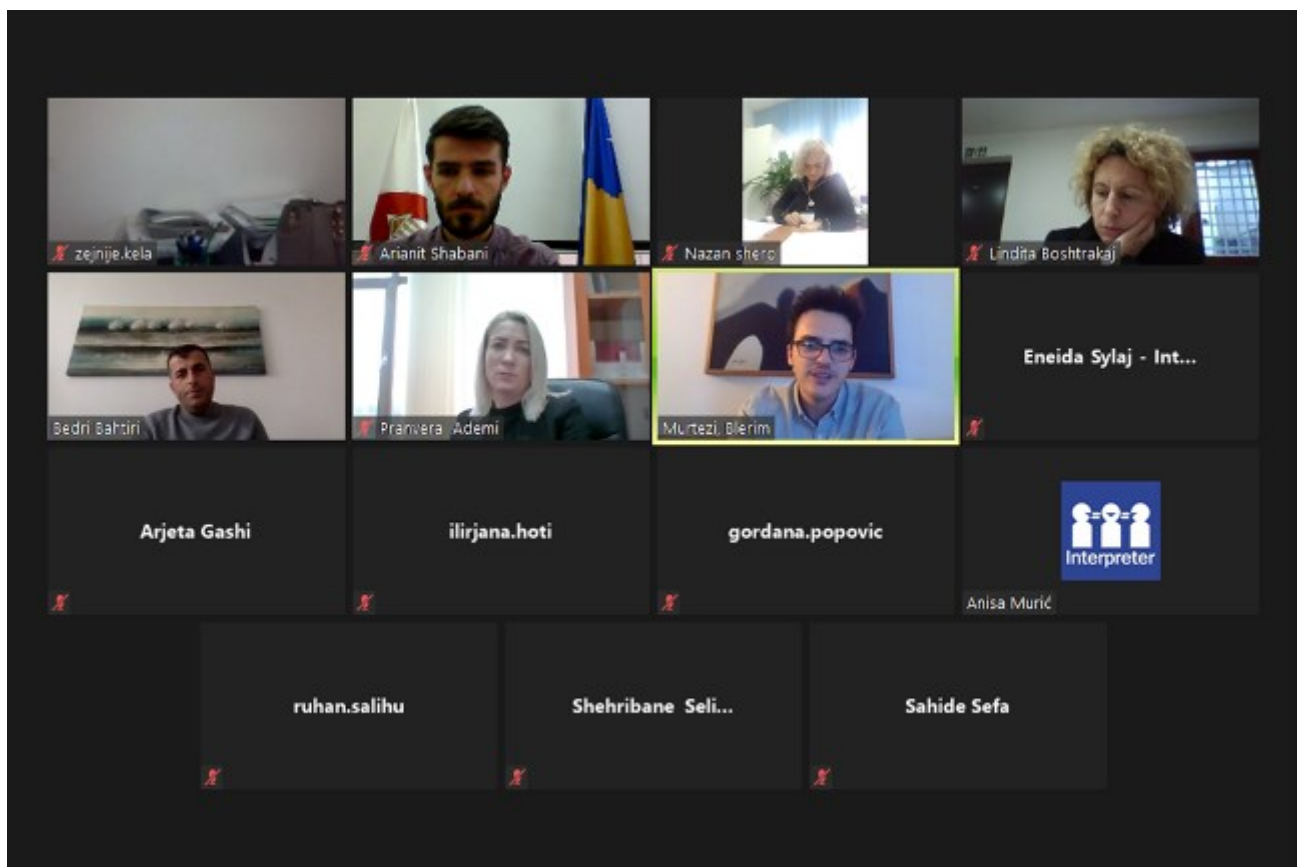 zejnije.kela
Arianit Shabani
Nazan shero
Lindita Boshtrakaj
Bedri Bahtiri
Pranvera Ademi
Murtezi, Blerim
Eneida Sylaj - Int...
Arjeta Gashi
ilirjana.hoti
gordana.popovic
Interpreter
Anisa Murić
ruhan.salihu
Shehribane Seli...
Sahide Sefa